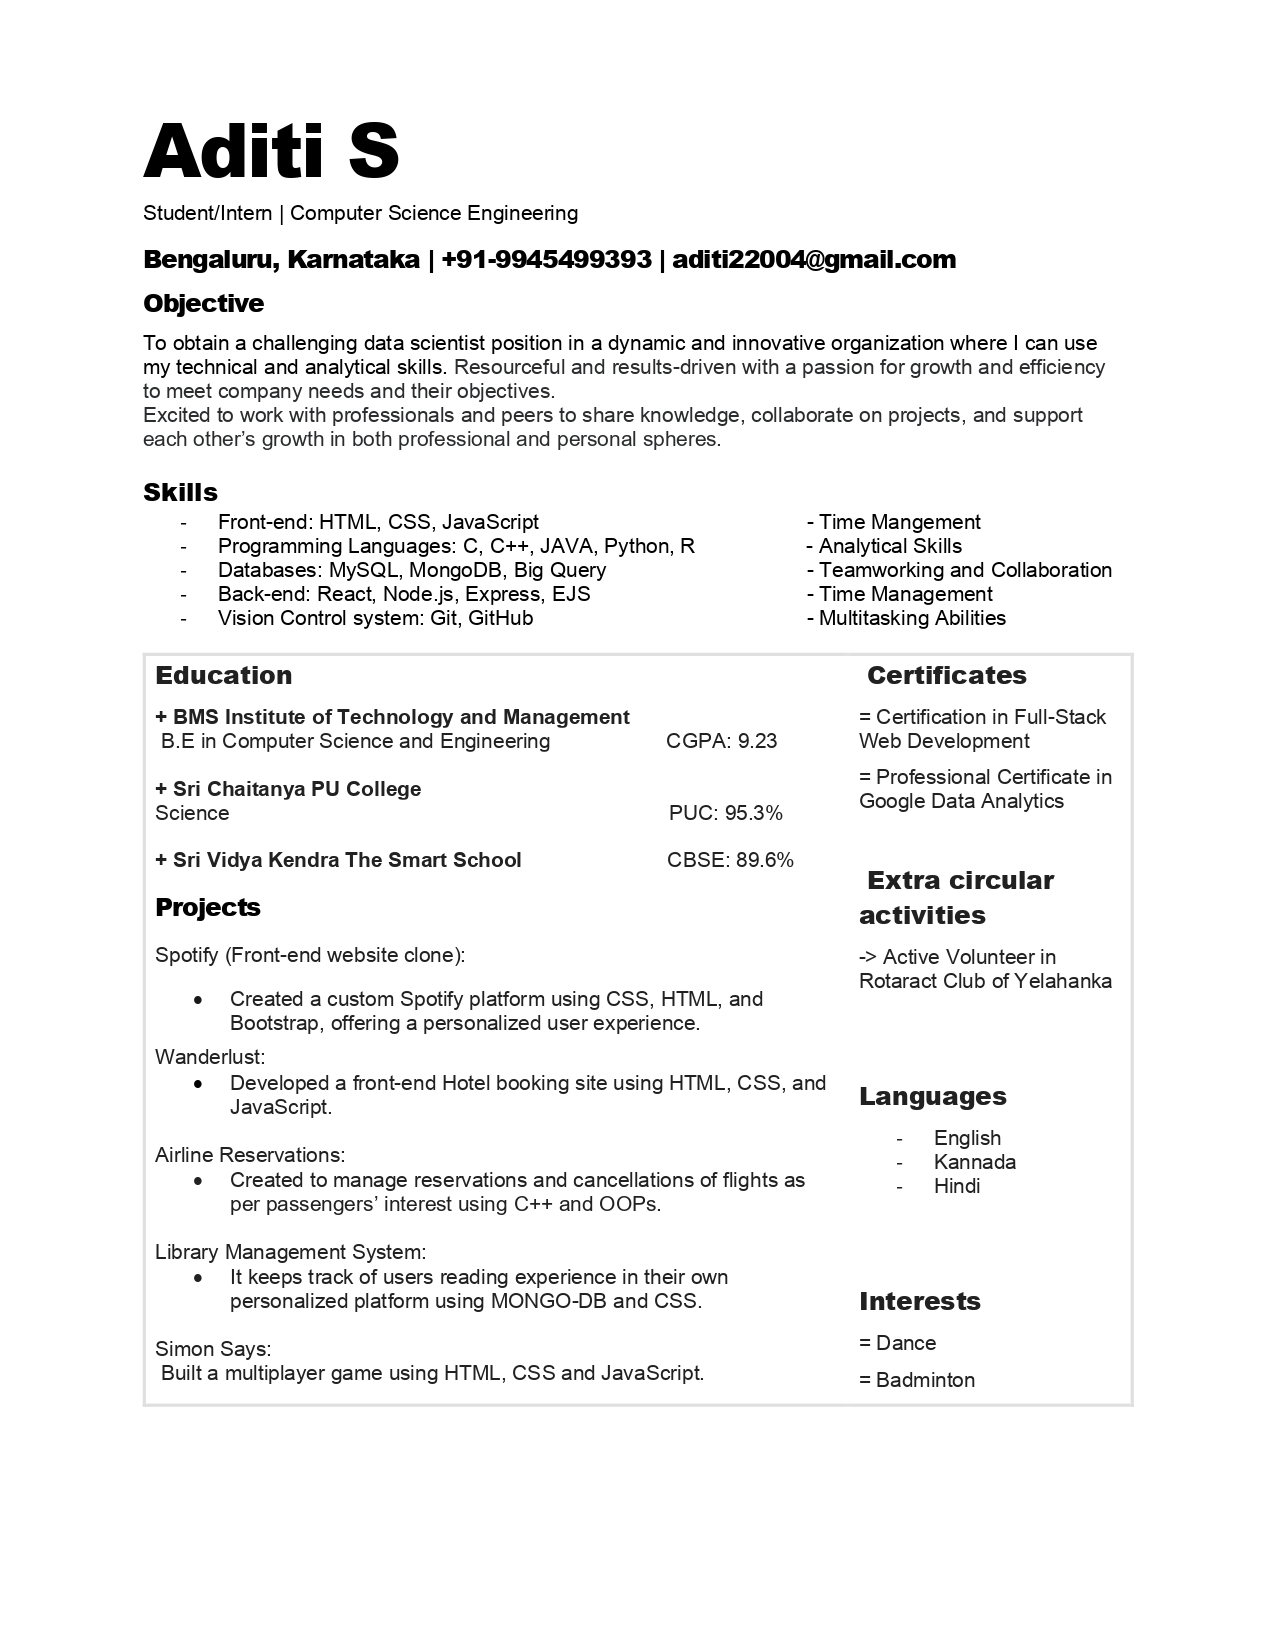 Aditi S
Student/Intern | Computer Science Engineering
Bengaluru, Karnataka | +91-9945499393 | aditi22004@gmail.com
Objective
To obtain a challenging data scientist position in a dynamic and innovative organization where I can use
my technical and analytical skills. Resourceful and results-driven with a passion for growth and efficiency
to meet company needs and their objectives.
Excited to work with professionals and peers to share knowledge, collaborate on projects, and support
each other’s growth in both professional and personal spheres.
Skills
- Front-end: HTML, CSS, JavaScript - Time Mangement
- Programming Languages: C, C++, JAVA, Python, R - Analytical Skills
- Databases: MySQL, MongoDB, Big Query - Teamworking and Collaboration
- Back-end: React, Node.js, Express, EJS - Time Management
- Vision Control system: Git, GitHub - Multitasking Abilities
Education
+ BMS Institute of Technology and Management
B.E in Computer Science and Engineering CGPA: 9.23
+ Sri Chaitanya PU College
Science PUC: 95.3%
+ Sri Vidya Kendra The Smart School CBSE: 89.6%
Projects
Spotify (Front-end website clone):
• Created a custom Spotify platform using CSS, HTML, and
Bootstrap, offering a personalized user experience.
Wanderlust:
• Developed a front-end Hotel booking site using HTML, CSS, and
JavaScript.
Airline Reservations:
• Created to manage reservations and cancellations of flights as
per passengers’ interest using C++ and OOPs.
Library Management System:
• It keeps track of users reading experience in their own
personalized platform using MONGO-DB and CSS.
Simon Says:
Built a multiplayer game using HTML, CSS and JavaScript.
Certificates
= Certification in Full-Stack
Web Development
= Professional Certificate in
Google Data Analytics
Extra circular
activities
-> Active Volunteer in
Rotaract Club of Yelahanka
Languages
- English
- Kannada
- Hindi
Interests
= Dance
= Badminton